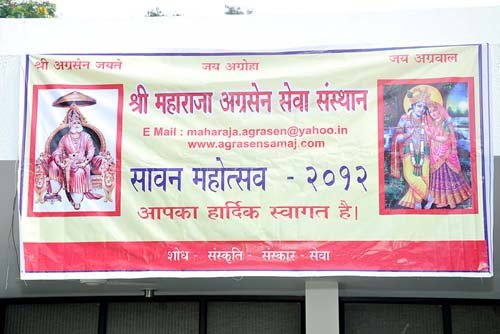 श्री अग्रसेन जयते जय अग्रोहा जय अग्रवाल
श्री महाराजा अग्रसेन सेवा संस्थान
E Mail : maharaja.agrasen@yahoo.in
www.agrasensamaj.com
सावन महोत्सव - २०१२
आपका हार्दिक स्वागत है।
शोध - संस्कृति - संस्कार - सेवा